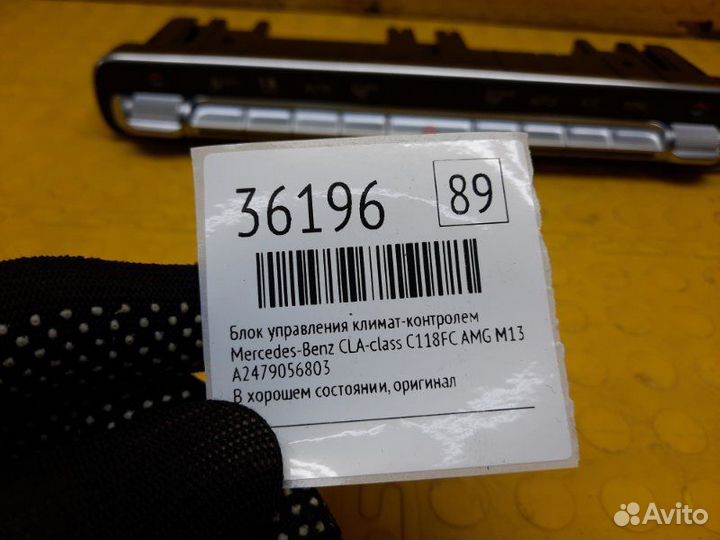 36196
89
Блок управления климат-контролем
Mercedes-Benz CLA-class C118FC AMG M13
A2479056803
В хорошем состоянии, оригинал
Avito